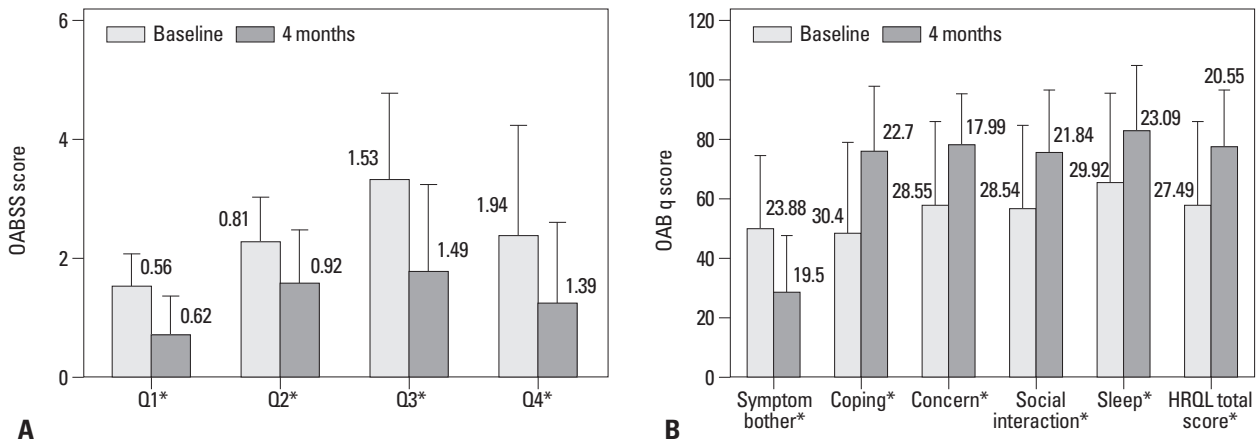 6
4
2
0
OABSS score
Baseline
4 months
0.56
0.62
0.81
0.92
1.53
1.49
1.94
1.39
Q1*
Q2*
Q3*
Q4*
A
120
100
80
60
40
20
0
OAB q score
Baseline
4 months
23.88
19.5
30.4
22.7
28.55
17.99
28.54
21.84
29.92
23.09
27.49
20.55
Symptom
bother*
Coping*
Concern*
Social
interaction*
Sleep*
HRQL total
score*
B